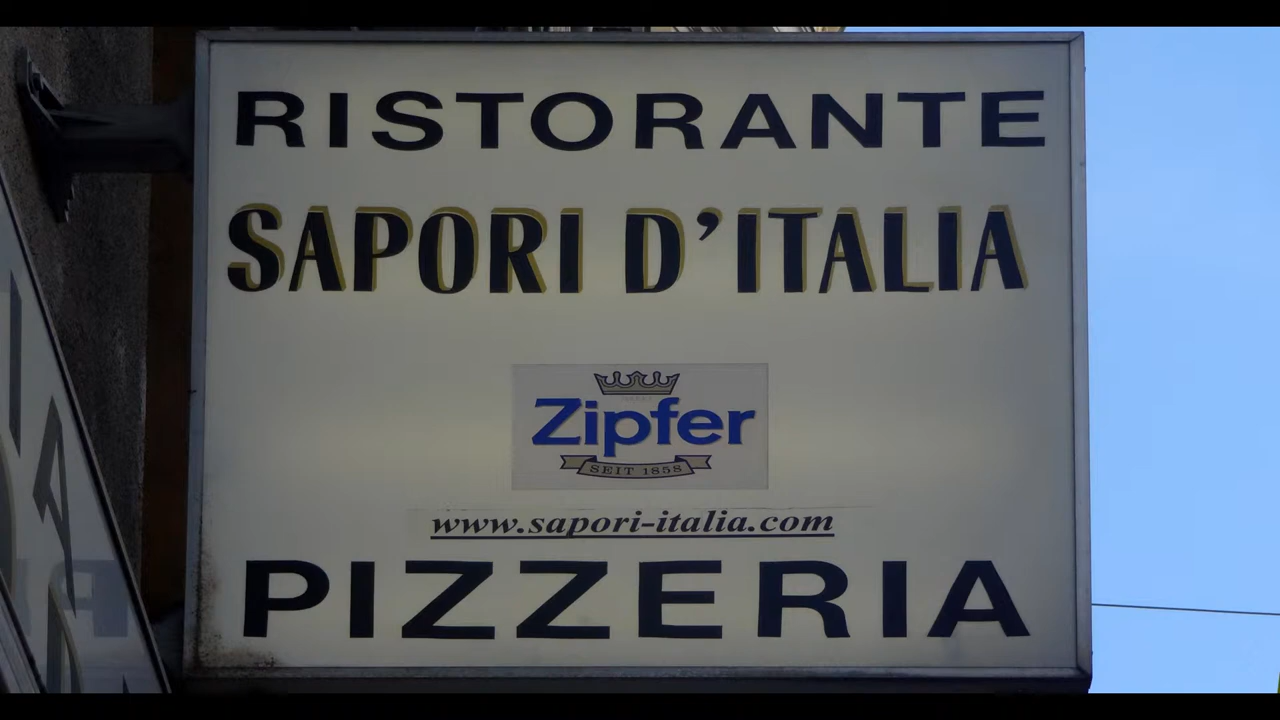 RISTORANTE
SAPORI D'ITALIA
Zipfer
SEIT 1858
www.sapori-italia.com
PIZZERIA